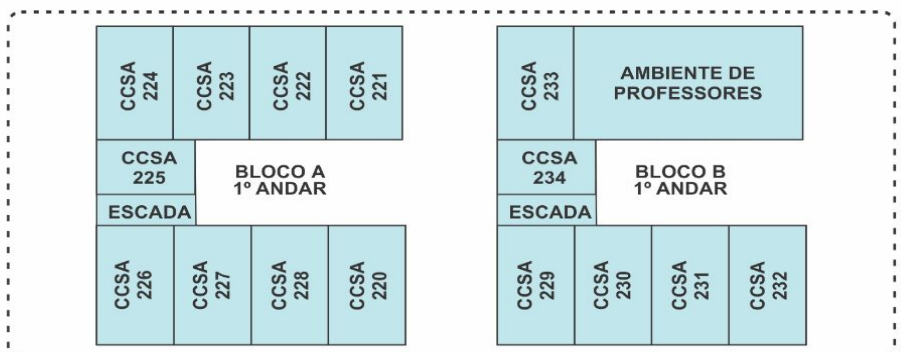 CCSA
224
CCSA
223
CCSA
222
CCSA
221
CCSA
225
BLOCO A
1º ANDAR
ESCADA
CCSA
226
CCSA
227
CCSA
228
CCSA
220
CCSA
233
AMBIENTE DE
PROFESSORES
CCSA
234
BLOCO B
1º ANDAR
ESCADA
CCSA
229
CCSA
230
CCSA
231
CCSA
232